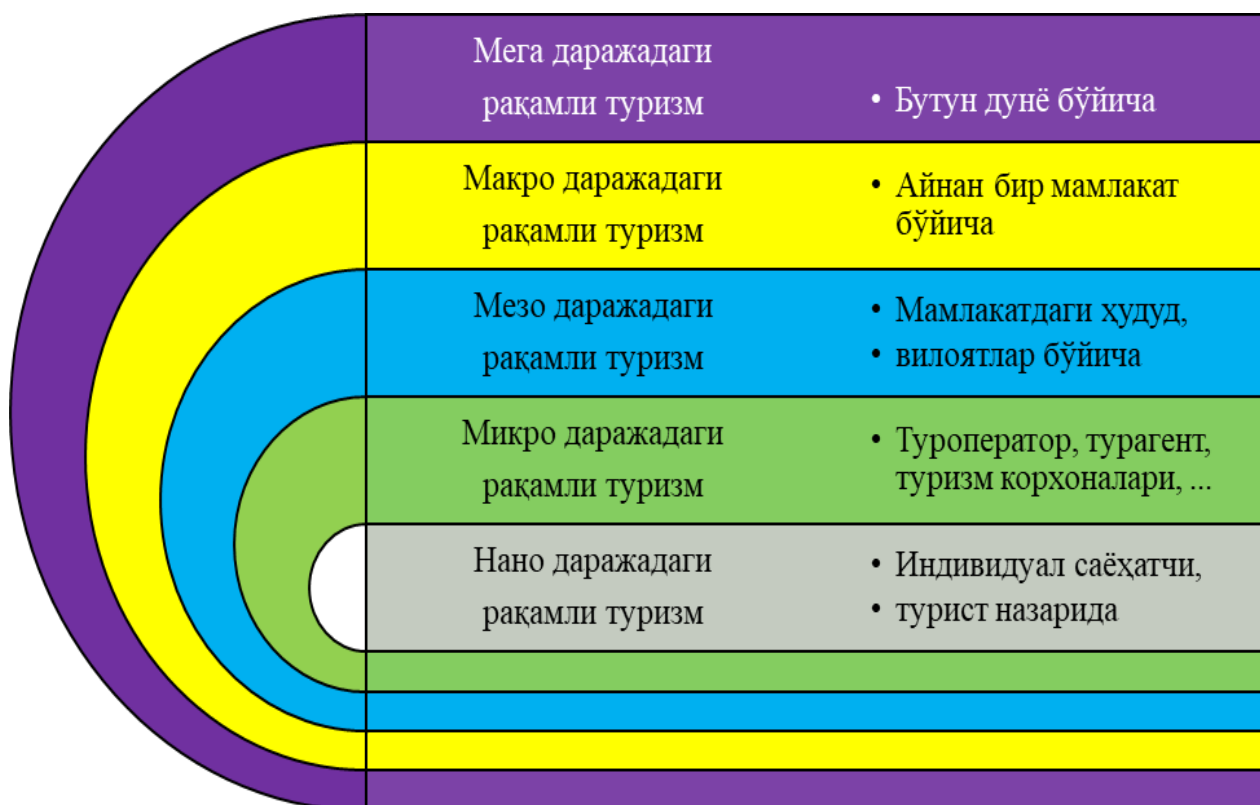 Мега даражадаги
рақамли туризм
• Бутун дунё бўйича
Макро даражадаги
рақамли туризм
• Айнан бир мамлакат
бўйича
Мезо даражадаги
рақамли туризм
• Мамлакатдаги ҳудуд,
• вилоятлар бўйича
Микро даражадаги
рақамли туризм
• Туроператор, турагент,
туризм корхоналари, ...
Нано даражадаги
рақамли туризм
• Индивидуал саёҳатчи,
• турист назарида